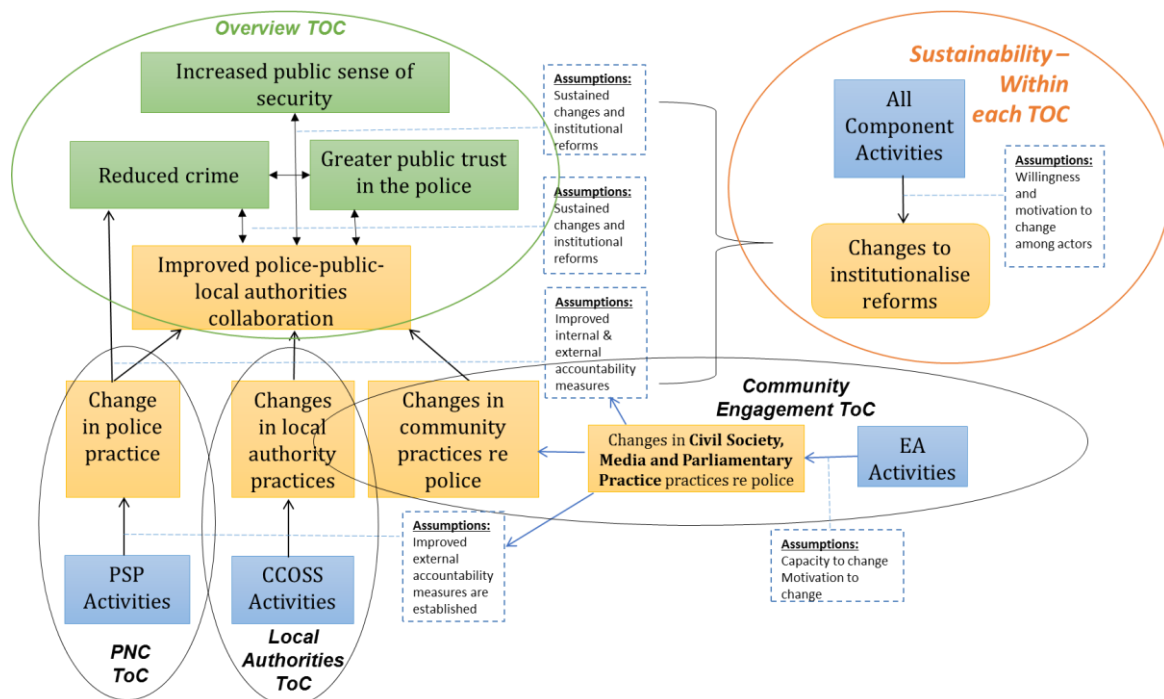 Overview TOC
Increased public sense of
security
Reduced crime
Greater public trust
in the police
Improved police-public-
local authorities
collaboration
Assumptions:
Sustained
changes and
institutional
reforms
Assumptions:
Sustained
changes and
institutional
reforms
Assumptions:
Improved
internal &
external
accountability
measures
Sustainability –
Within
each TOC
All
Component
Activities
Assumptions:
Willingness
and
motivation to
change
among actors
Changes to
institutionalise
reforms
Change
in police
practice
Changes
in local
authority
practices
Changes in
community
practices re
police
Community
Engagement ToC
Changes in Civil Society,
Media and Parliamentary
Practice practices re police
EA
Activities
PSP
Activities
CCOSS
Activities
Assumptions:
Improved
external
accountability
measures are
established
Assumptions:
Capacity to change
Motivation to
change
PNC
ToC
Local
Authorities
ToC